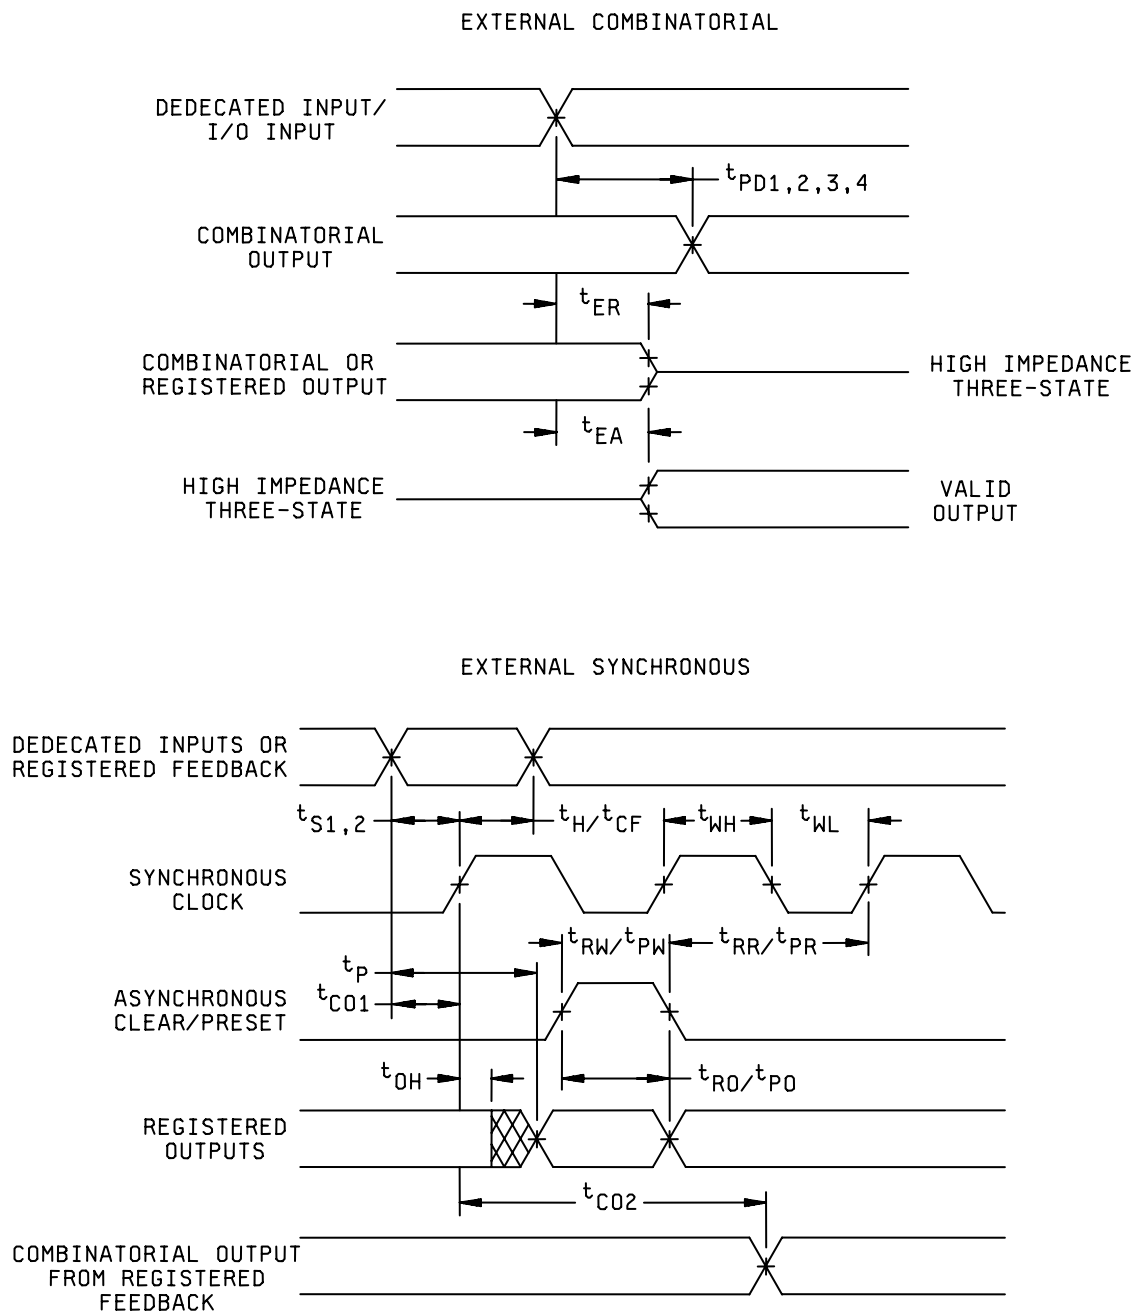 EXTERNAL COMBINATORIAL
DEDECATED INPUT/
I/O INPUT
tPD1,2,3,4
COMBINATORIAL
OUTPUT
tER
COMBINATORIAL OR
REGISTERED OUTPUT
HIGH IMPEDANCE
THREE-STATE
tEA
HIGH IMPEDANCE
THREE-STATE
VALID
OUTPUT
EXTERNAL SYNCHRONOUS
DEDECATED INPUTS OR
REGISTERED FEEDBACK
tS1,2
tH/tCF
tWH
tWL
SYNCHRONOUS
CLOCK
tRW/tPW
tRR/tPR
tP
tCO1
ASYNCHRONOUS
CLEAR/PRESET
tOH
tRO/tPO
REGISTERED
OUTPUTS
tCO2
COMBINATORIAL OUTPUT
FROM REGISTERED
FEEDBACK